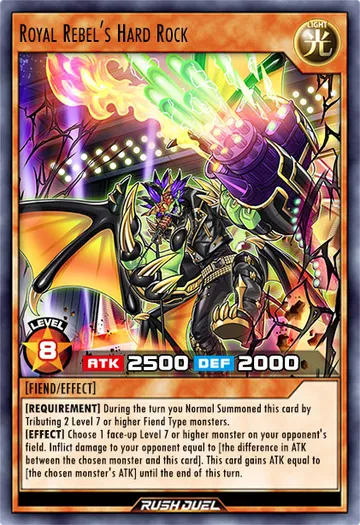 Royal Rebel's Hard Rock
LIGHT
光
LEVEL
8
ATK 2500 DEF 2000
[FIEND/EFFECT]
[REQUIREMENT] During the turn you Normal Summoned this card by
Tributing 2 Level 7 or higher Fiend Type monsters.
[EFFECT] Choose 1 face-up Level 7 or higher monster on your opponent's
field. Inflict damage to your opponent equal to [the difference in ATK
between the chosen monster and this card]. This card gains ATK equal to
[the chosen monster's ATK] until the end of this turn.
RUSH DUEL